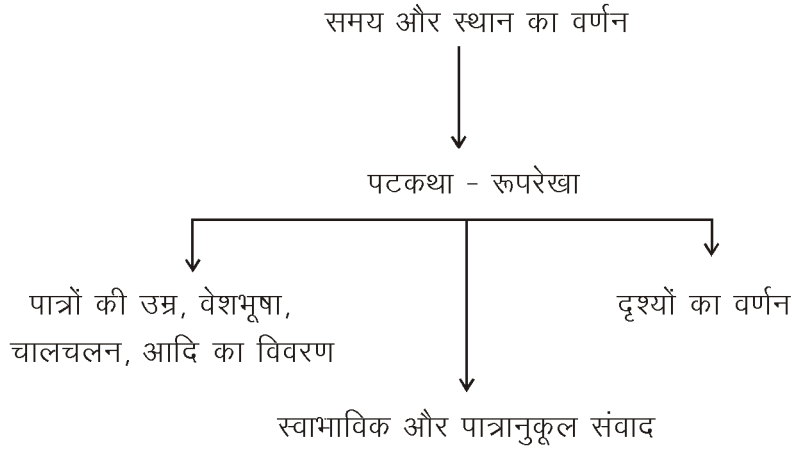 समय और स्थान का वर्णन
पटकथा - रूपरेखा
पात्रों की उम्र, वेशभूषा,
चालचलन, आदि का विवरण
दृश्यों का वर्णन
स्वाभाविक और पात्रानुकूल संवाद